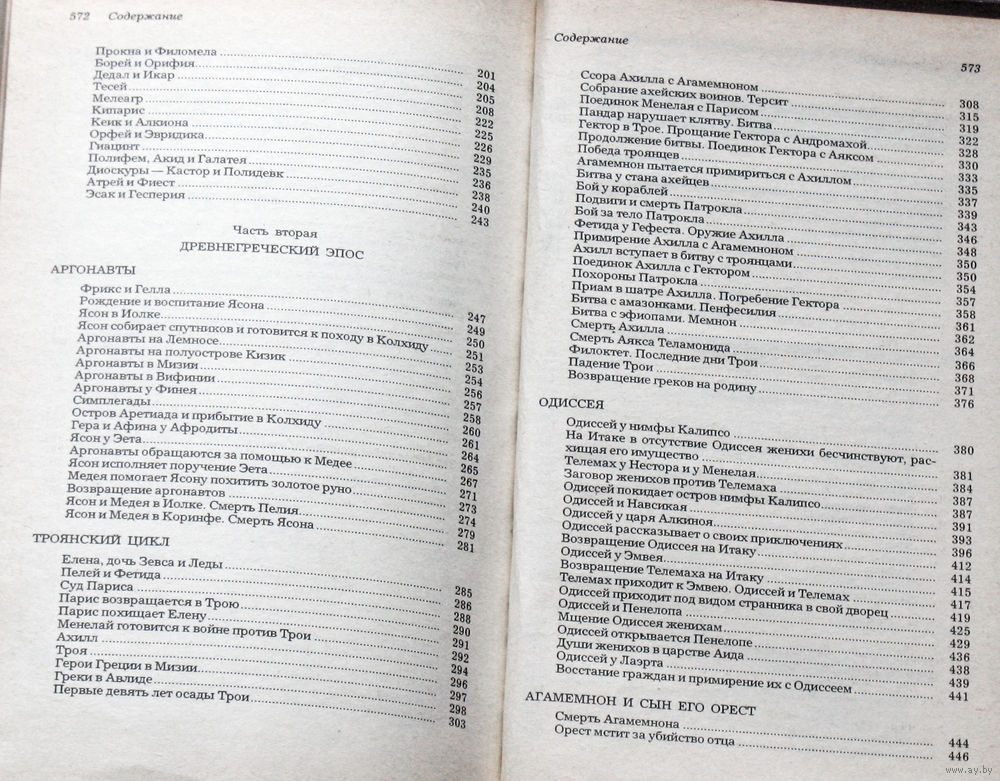 572 Содержание
Прокна и Филомела 201
Борей и Орифия 204
Дедал и Икар 205
Тесей 208
Мелеагр 222
Кипарис 225
Кеик и Алкиона 226
Орфей и Эвридика 229
Гиацинт 235
Полифем, Акид и Галатея 236
Диоскуры — Кастор и Полидевк 238
Атрей и Фиест 240
Эсак и Гесперия 243
Часть вторая
ДРЕВНЕГРЕЧЕСКИЙ ЭПОС
АРГОНАВТЫ
Фрикс и Гелла 247
Рождение и воспитание Ясона 249
Ясон в Иолке 250
Ясон собирает спутников и готовится к походу в Колхиду 251
Аргонавты на Лемносе 253
Аргонавты на полуострове Кизик 254
Аргонавты в Мизии 256
Аргонавты в Вифинии 257
Аргонавты у Финея 258
Симплегады 260
Остров Аретиада и прибытие в Колхиду 261
Гера и Афина у Афродиты 264
Ясон у Эета 265
Аргонавты обращаются за помощью к Медее 267
Ясон исполняет поручение Эета 271
Медея помогает Ясону похитить золотое руно 273
Возвращение аргонавтов 274
Ясон и Медея в Иолке. Смерть Пелия 279
Ясон и Медея в Коринфе. Смерть Ясона 281
ТРОЯНСКИЙ ЦИКЛ
Елена, дочь Зевса и Леды 285
Пелей и Фетида 286
Суд Париса 288
Парис возвращается в Трою 290
Парис похищает Елену 291
Менелай готовится к войне против Трои 292
Ахилл 294
Троя 296
Герои Греции в Мизии 297
Греки в Авлиде 298
Первые девять лет осады Трои 303
Содержание 573
Ссора Ахилла с Агамемноном 308
Собрание ахейских воинов. Терсит 315
Поединок Менелая с Парисом 319
Пандар нарушает клятву. Битва 322
Гектор в Трое. Прощание Гектора с Андромахой 328
Продолжение битвы. Поединок Гектора с Аяксом 330
Победа троянцев 333
Агамемнон пытается примириться с Ахиллом 335
Битва у стана ахейцев 337
Бой у кораблей 339
Подвиги и смерть Патрокла 343
Бой за тело Патрокла 346
Фетида у Гефеста. Оружие Ахилла 348
Примирение Ахилла с Агамемноном 350
Ахилл вступает в битву с троянцами 350
Поединок Ахилла с Гектором 354
Похороны Патрокла 357
Приам в шатре Ахилла. Погребение Гектора 358
Битва с амазонками. Пенфесилия 361
Битва с эфиопами. Мемнон 362
Смерть Ахилла 364
Смерть Аякса Теламонида 366
Филоктет. Последние дни Трои 368
Падение Трои 371
Возвращение греков на родину 376
ОДИССЕЯ
Одиссей у нимфы Калипсо 380
На Итаке в отсутствие Одиссея женихи бесчинствуют, рас-
хищая его имущество 381
Телемах у Нестора и у Менелая 384
Заговор женихов против Телемаха 387
Одиссей покидает остров нимфы Калипсо 387
Одиссей и Навсикая 391
Одиссей у царя Алкиноя 393
Одиссей рассказывает о своих приключениях 396
Возвращение Одиссея на Итаку 412
Одиссей у Эвмея 414
Возвращение Телемаха на Итаку 415
Телемах приходит к Эвмею. Одиссей и Телемах 417
Одиссей приходит под видом странника в свой дворец 419
Одиссей и Пенелопа 425
Мщение Одиссея женихам 429
Одиссей открывается Пенелопе 436
Души женихов в царстве Аида 438
Одиссей у Лаэрта 439
Восстание граждан и примирение их с Одиссеем 441
АГАМЕМНОН И СЫН ЕГО ОРЕСТ
Смерть Агамемнона 444
Орест мстит за убийство отца 446
www.ay.by